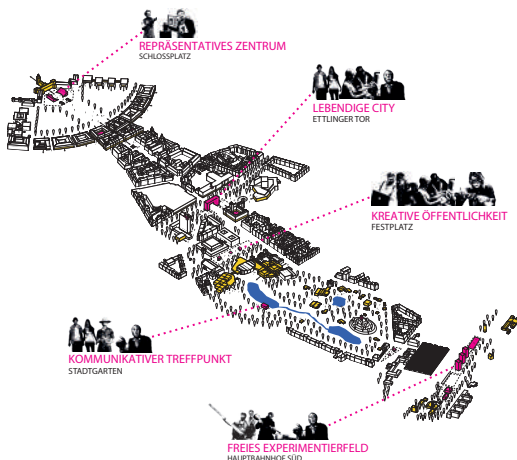 REPRÄSENTATIVES ZENTRUM
SCHLOSSPLATZ
LEBENDIGE CITY
ETTLINGER TOR
KREATIVE ÖFFENTLICHKEIT
FESTPLATZ
KOMMUNIKATIVER TREFFPUNKT
STADTGARTEN
FREIES EXPERIMENTIERFELD
HAUPTBAHNHOF SÜD